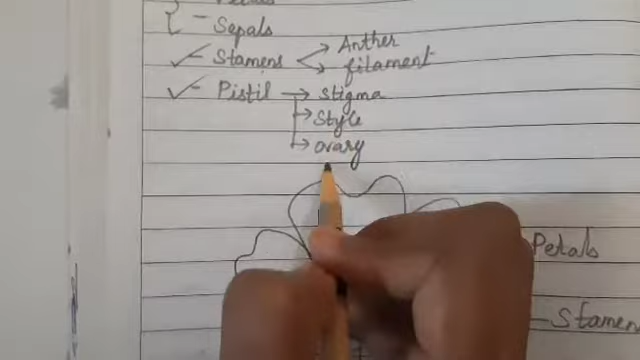 - Sepals
- Stamens → Anther
→ filament
- Pistil → stigma
→ style
→ ovary
Petals
Stamen